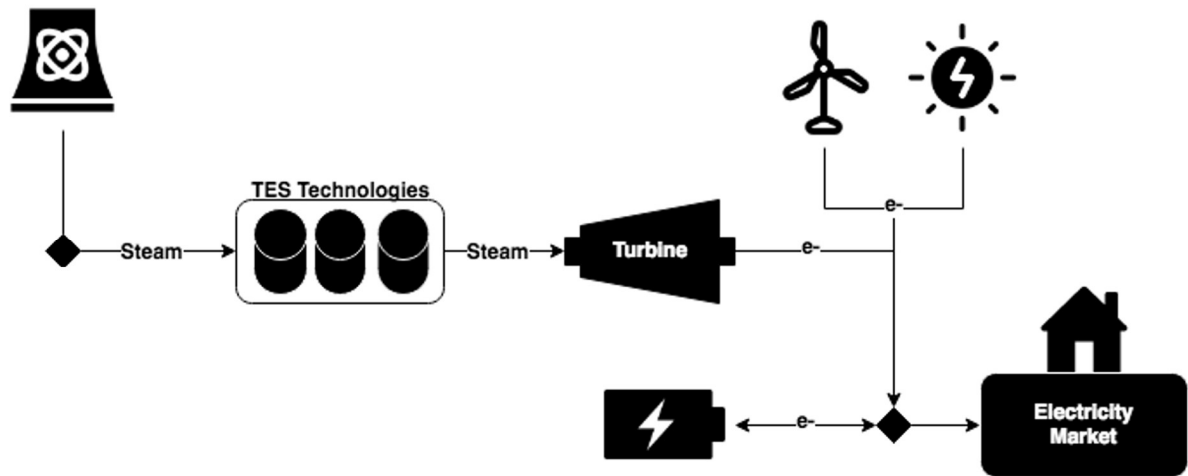 TES Technologies
Steam
Steam
Turbine
e-
e-
e-
Electricity
Market